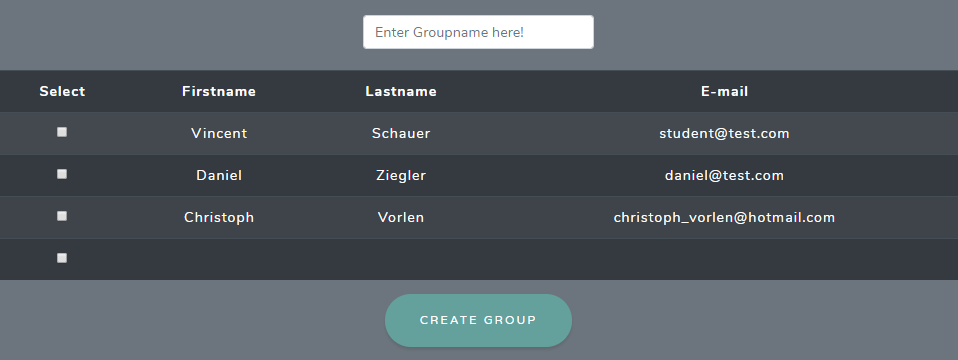 Enter Groupname here!
Select Firstname Lastname E-mail
Vincent Schauer student@test.com
Daniel Ziegler daniel@test.com
Christoph Vorlen christoph_vorlen@hotmail.com
CREATE GROUP